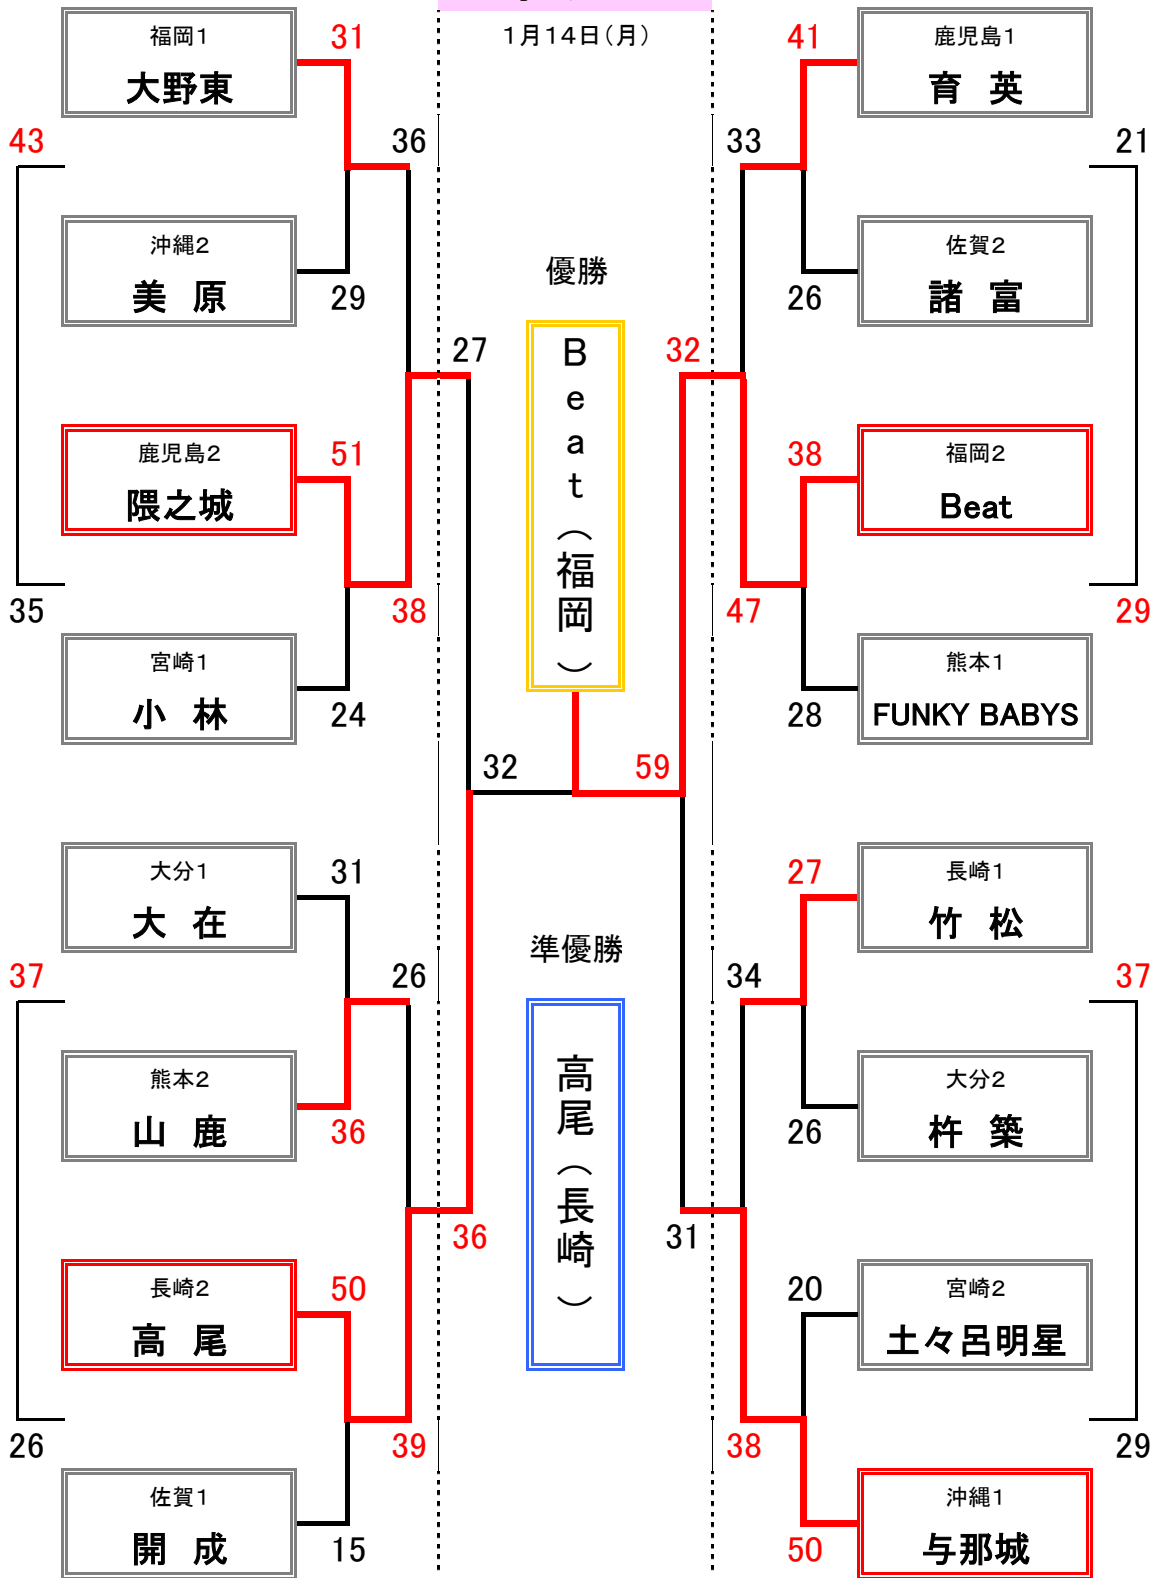 1月14日(月)
福岡1
31
大野東
43
36
沖縄2
美 原
29
27
鹿児島2
51
隈之城
35
38
宮崎1
小 林
24
大分1
31
大 在
37
26
熊本2
山 鹿
36
36
長崎2
50
高 尾
26
39
佐賀1
開 成
15
優勝
Beat(福岡)
32
59
準優勝
高尾(長崎)
41
鹿児島1
育 英
33
21
佐賀2
諸 富
26
32
38
福岡2
Beat
47
29
熊本1
FUNKY BABYS
28
27
長崎1
竹 松
34
37
大分2
杵 築
26
31
20
宮崎2
土々呂明星
38
29
沖縄1
与那城
50